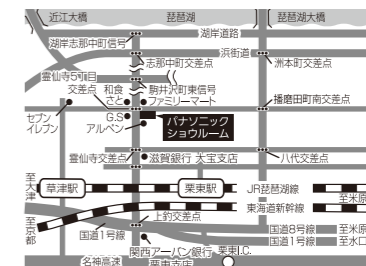 近江大橋
琵琶湖
琵琶湖大橋
湖岸道路
湖岸志那中町信号
浜街道
志那中町交差点
洲本町交差点
霊仙寺5丁目
交差点
和食
さと
駒井沢町東信号
ファミリーマート
播磨田町南交差点
セブン
イレブン
G.S
アルペン
パナソニック
ショウルーム
霊仙寺交差点
滋賀銀行 大宝支店
八代交差点
至大津
草津駅
栗東駅
JR琵琶湖線
至米原
東海道新幹線
至京都
上的交差点
国道1号線
国道8号線
至米原
国道1号線
至水口
関西アーバン銀行
栗東支店
栗東I.C.
名神高速